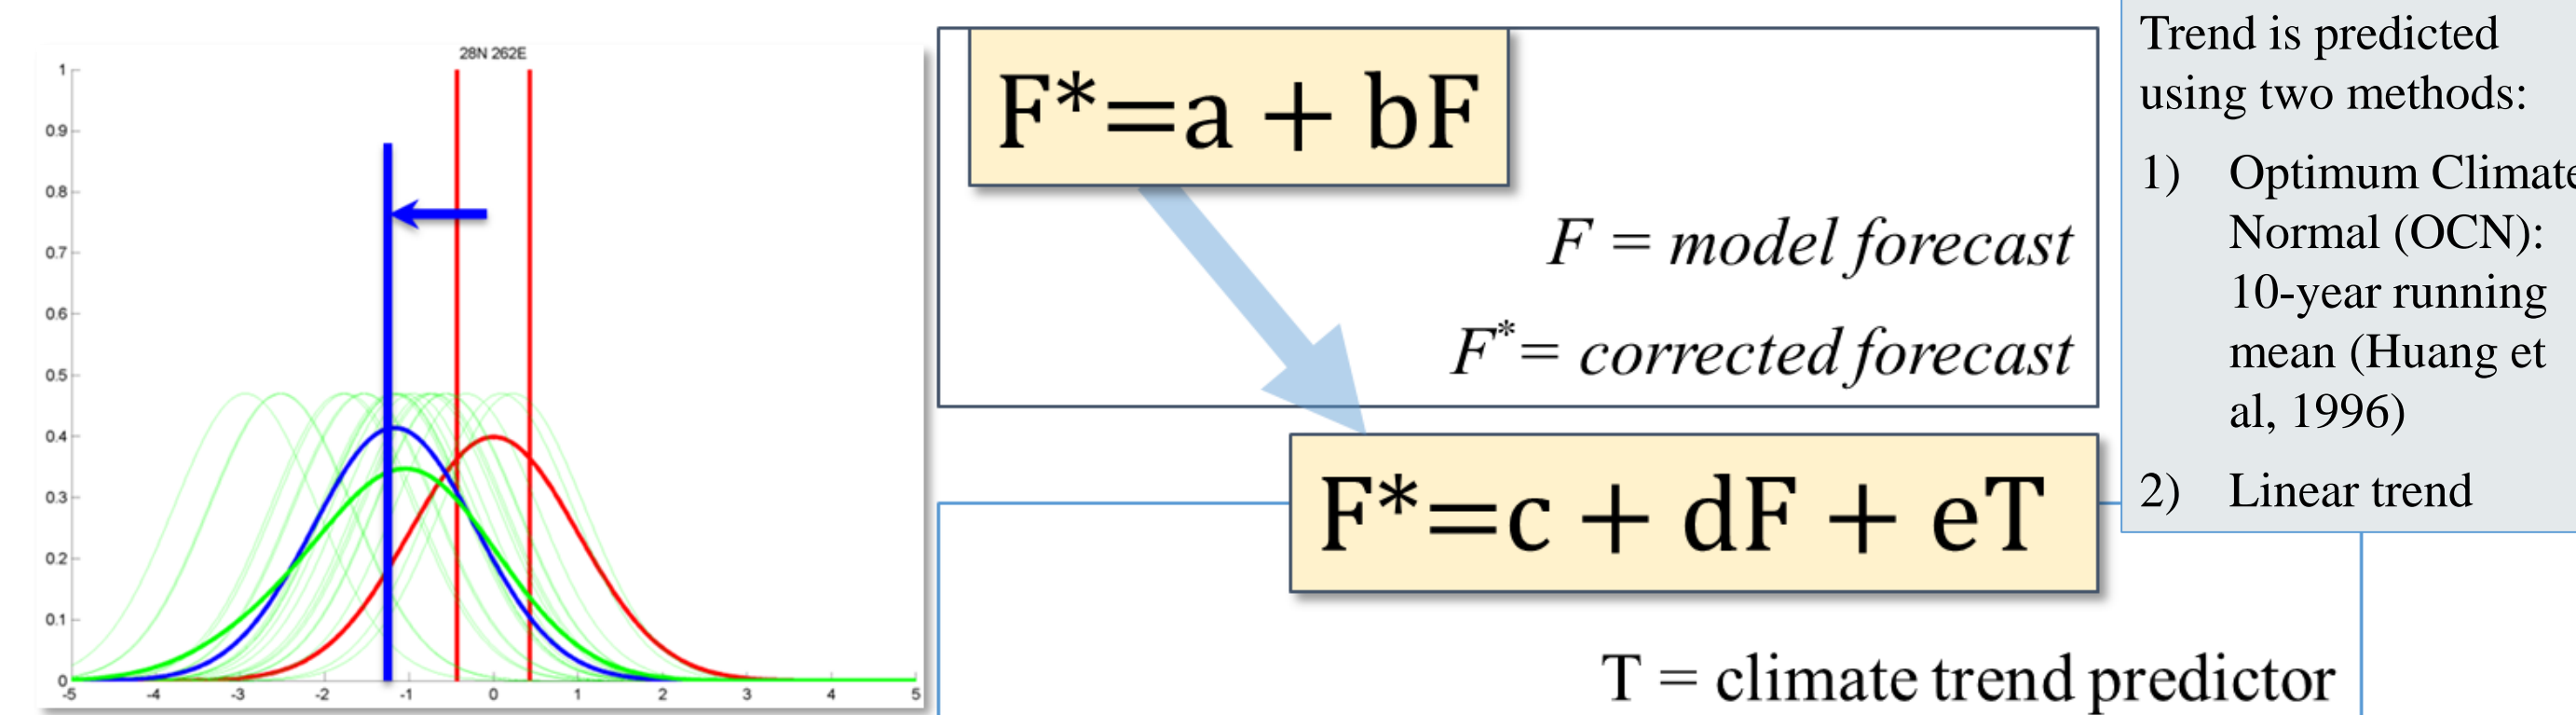 28N 262E
1
0.9
0.8
0.7
0.6
0.5
0.4
0.3
0.2
0.1
0
-5 -4 -3 -2 -1 0 1 2 3 4 5
F*=a + bF
F = model forecast
F*= corrected forecast
F*=c + dF + eT
T = climate trend predictor
Trend is predicted
using two methods:
1) Optimum Climate
Normal (OCN):
10-year running
mean (Huang et
al, 1996)
2) Linear trend